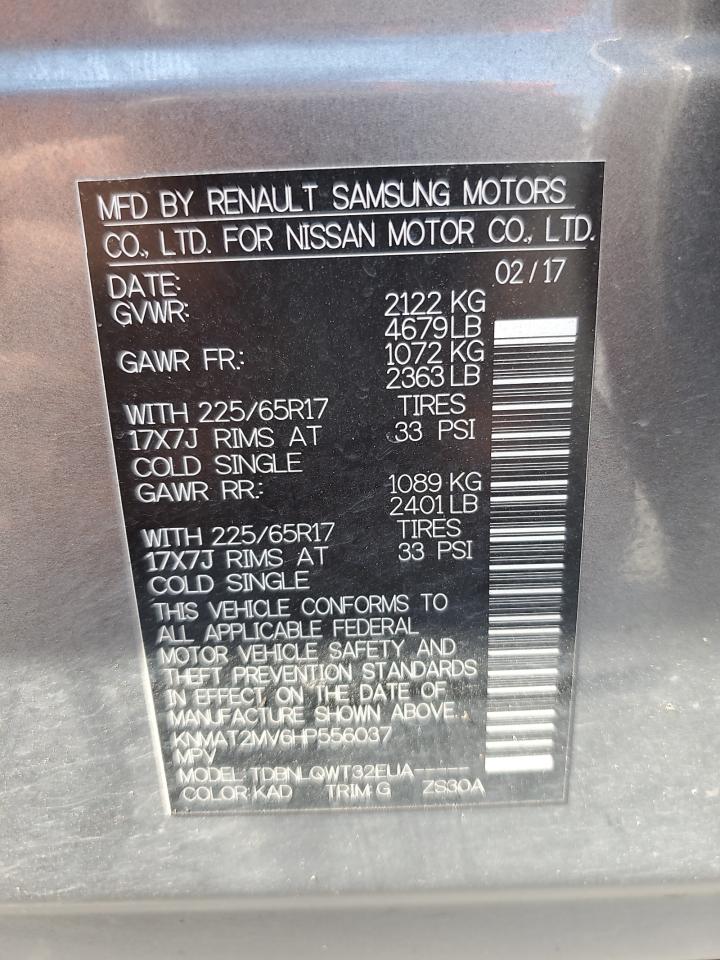 MFD BY RENAULT SAMSUNG MOTORS
CO., LTD. FOR NISSAN MOTOR CO., LTD.
DATE: 02/17
GVWR: 2122 KG
4679 LB
GAWR FR: 1072 KG
2363 LB
WITH 225/65R17 TIRES
17X7J RIMS AT 33 PSI
COLD SINGLE
GAWR RR: 1089 KG
2401 LB
WITH 225/65R17 TIRES
17X7J RIMS AT 33 PSI
COLD SINGLE
THIS VEHICLE CONFORMS TO
ALL APPLICABLE FEDERAL
MOTOR VEHICLE SAFETY AND
THEFT PREVENTION STANDARDS
IN EFFECT ON THE DATE OF
MANUFACTURE SHOWN ABOVE.
KNMAT2MV6HP556037
MPV
MODEL: TDBNLQWT32EUA-----
COLOR: KAD TRIM: G ZS30A